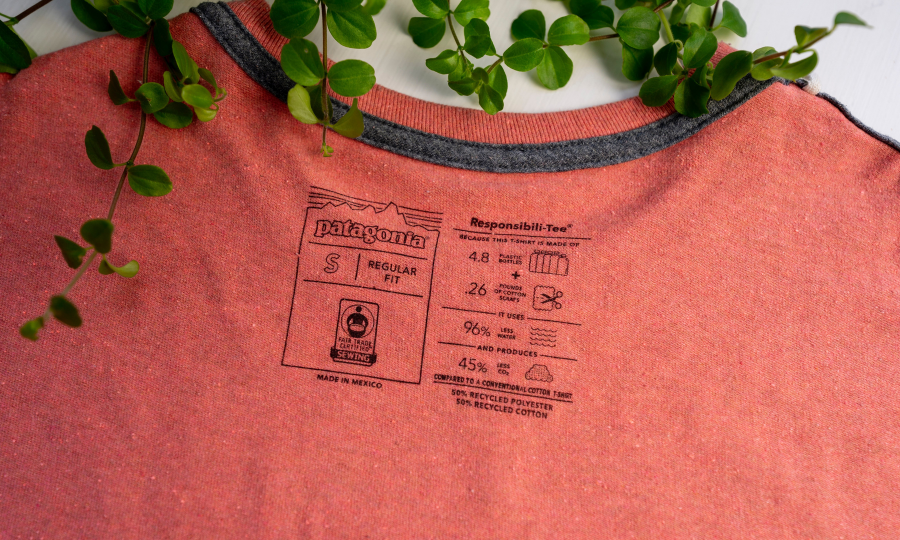 patagonia
S
REGULAR
FIT
FAIR TRADE
CERTIFIED
SEWING
MADE IN MEXICO
Responsibili-Tee®
BECAUSE THIS T-SHIRT IS MADE OF
4.8 PLASTIC
BOTTLES
+
.26 POUNDS
OF COTTON
SCRAPS
IT USES
96% LESS
WATER
AND PRODUCES
45% LESS
CO₂
COMPARED TO A CONVENTIONAL COTTON T-SHIRT
50% RECYCLED POLYESTER
50% RECYCLED COTTON